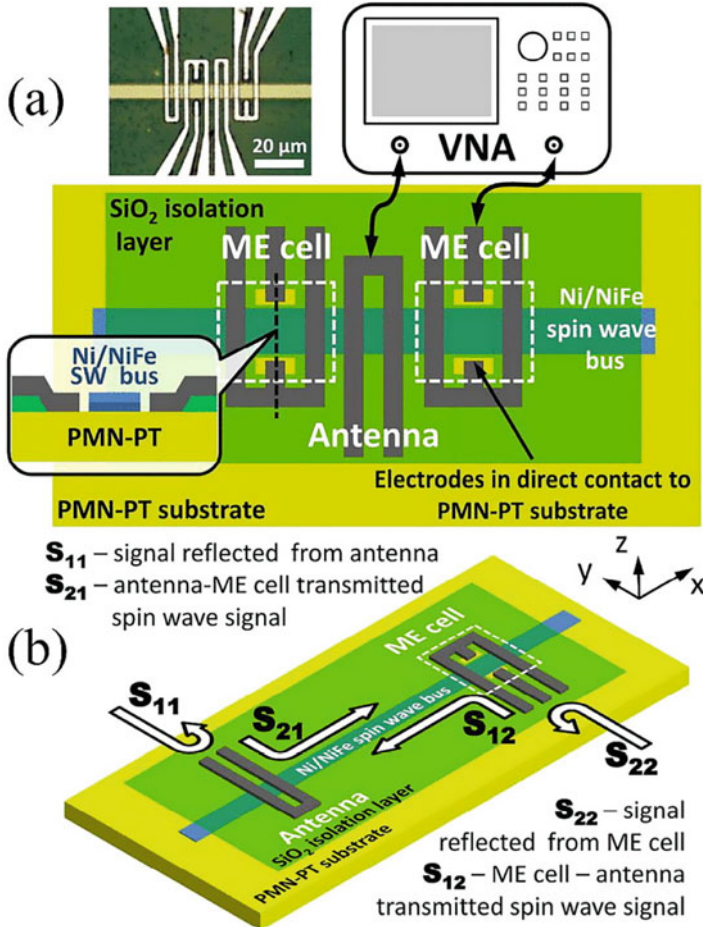 (a)
20 µm
VNA
SiO₂ isolation
layer
ME cell
ME cell
Ni/NiFe
spin wave
bus
Ni/NiFe
SW bus
PMN-PT
Antenna
Electrodes in direct contact to
PMN-PT substrate
PMN-PT substrate
S₁₁ – signal reflected from antenna
S₂₁ – antenna-ME cell transmitted
spin wave signal
z
y
x
(b)
ME cell
S₁₁
S₂₁
Ni/NiFe spin wave bus
S₁₂
S₂₂
Antenna
SiO₂ isolation layer
PMN-PT substrate
S₂₂ – signal
reflected from ME cell
S₁₂ – ME cell – antenna
transmitted spin wave signal